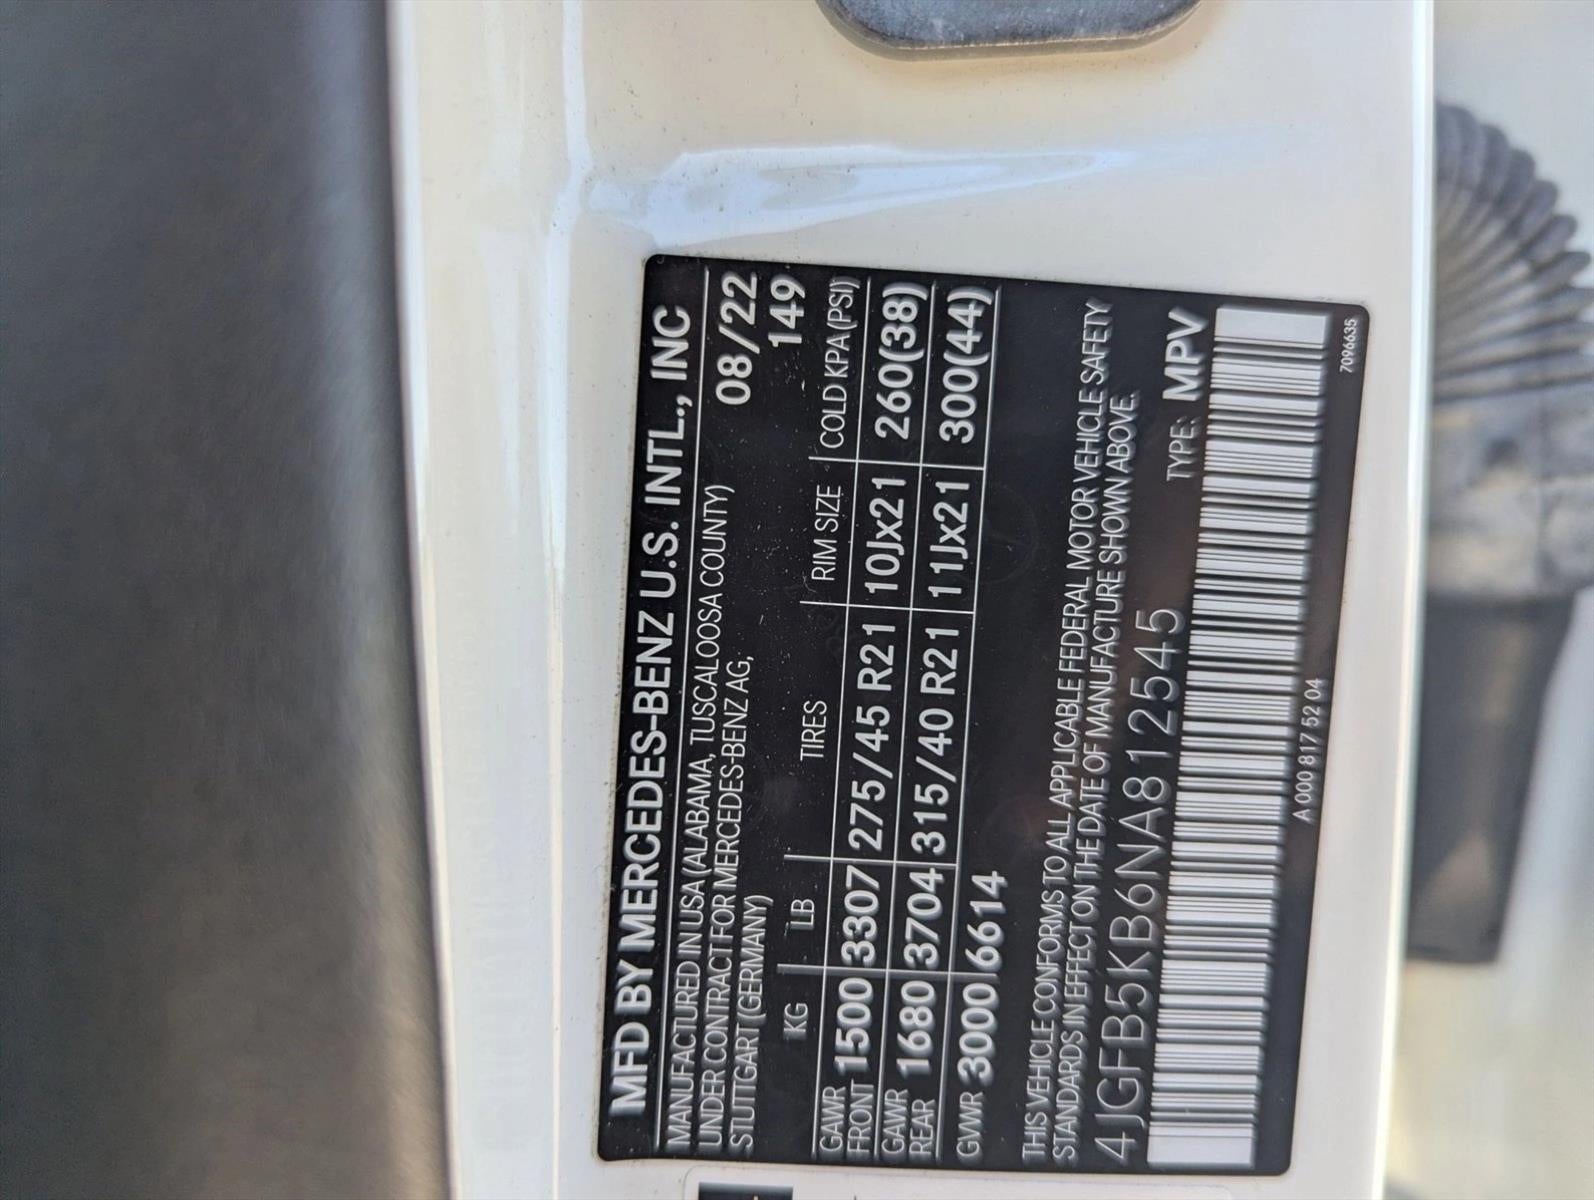 MFD BY MERCEDES-BENZ U.S. INTL., INC
MANUFACTURED IN USA (ALABAMA, TUSCALOOSA COUNTY) 08/22
UNDER CONTRACT FOR MERCEDES-BENZ AG, 149
STUTTGART (GERMANY)
KG LB TIRES RIM SIZE COLD KPA (PSI)
GAWR FRONT 1500 3307 275/45 R21 10Jx21 260(38)
GAWR REAR 1680 3704 315/40 R21 11Jx21 300(44)
GVWR 3000 6614
THIS VEHICLE CONFORMS TO ALL APPLICABLE FEDERAL MOTOR VEHICLE SAFETY
STANDARDS IN EFFECT ON THE DATE OF MANUFACTURE SHOWN ABOVE.
4JGFB5KB6NA812545 TYPE: MPV
A 000 817 52 04 7096635